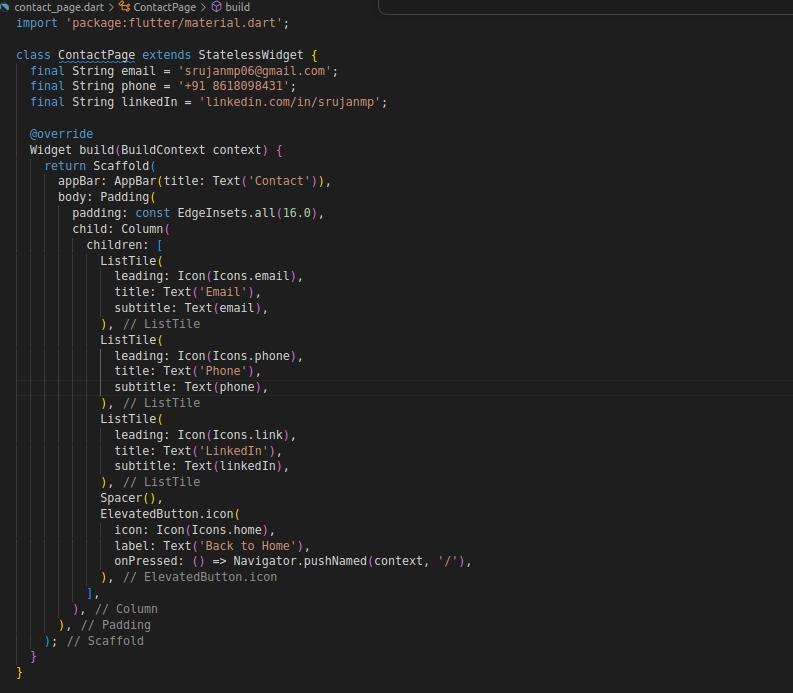 contact_page.dart > ContactPage > build
import 'package:flutter/material.dart';

class ContactPage extends StatelessWidget {
  final String email = 'srujanmp06@gmail.com';
  final String phone = '+91 8618098431';
  final String linkedIn = 'linkedin.com/in/srujanmp';

  @override
  Widget build(BuildContext context) {
    return Scaffold(
      appBar: AppBar(title: Text('Contact')),
      body: Padding(
        padding: const EdgeInsets.all(16.0),
        child: Column(
          children: [
            ListTile(
              leading: Icon(Icons.email),
              title: Text('Email'),
              subtitle: Text(email),
            ), // ListTile
            ListTile(
              leading: Icon(Icons.phone),
              title: Text('Phone'),
              subtitle: Text(phone),
            ), // ListTile
            ListTile(
              leading: Icon(Icons.link),
              title: Text('LinkedIn'),
              subtitle: Text(linkedIn),
            ), // ListTile
            Spacer(),
            ElevatedButton.icon(
              icon: Icon(Icons.home),
              label: Text('Back to Home'),
              onPressed: () => Navigator.pushNamed(context, '/'),
            ), // ElevatedButton.icon
          ],
        ), // Column
      ), // Padding
    ); // Scaffold
  }
}